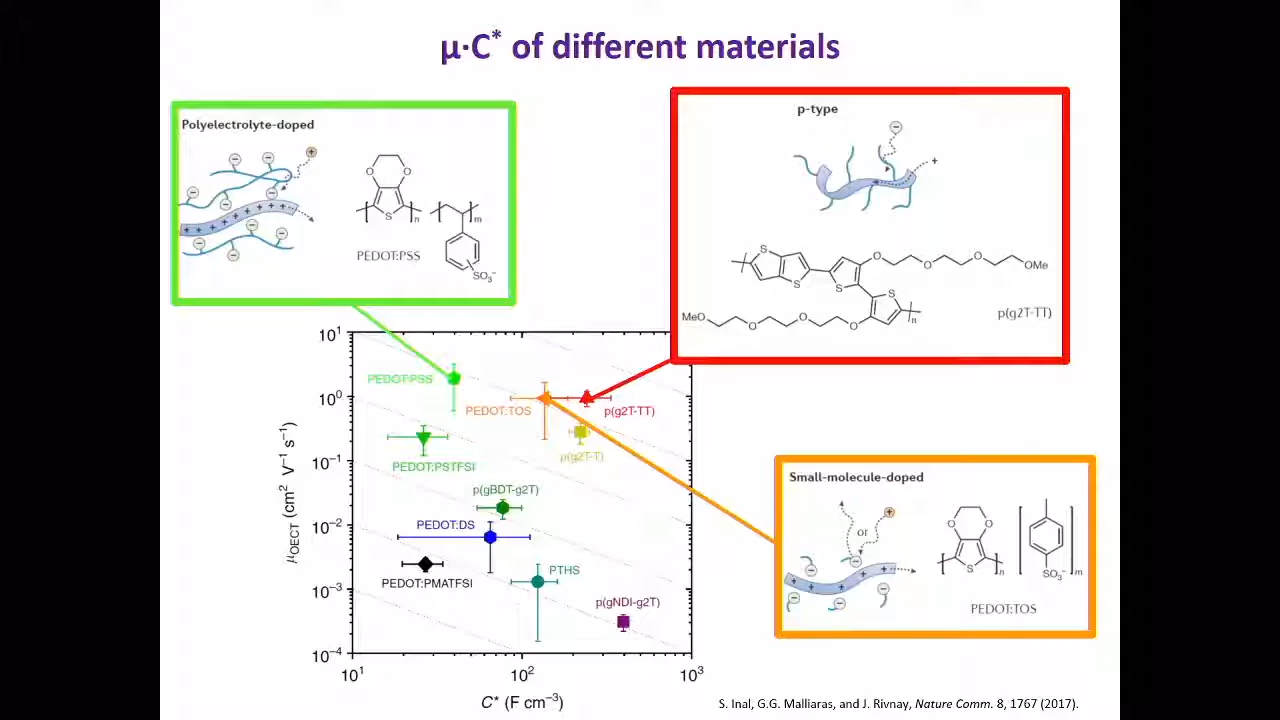 μ·C* of different materials
Polyelectrolyte-doped
PEDOT:PSS
O
O
S
n
m
SO₃⁻
p-type
S
S
S
S
O
O
O
OMe
MeO
O
O
O
n
p(g2T-TT)
10¹
10⁰
10⁻¹
10⁻²
10⁻³
10⁻⁴
μOECT (cm² V⁻¹ s⁻¹)
PEDOT:PSS
PEDOT:TOS
p(g2T-TT)
p(g2T-T)
PEDOT:PSTFSI
p(gBDT-g2T)
PEDOT:DS
PEDOT:PMATFSI
PTHS
p(gNDI-g2T)
10¹
10²
10³
C* (F cm⁻³)
Small-molecule-doped
or
O
O
S
n
SO₃⁻
m
PEDOT:TOS
S. Inal, G.G. Malliaras, and J. Rivnay, Nature Comm. 8, 1767 (2017).